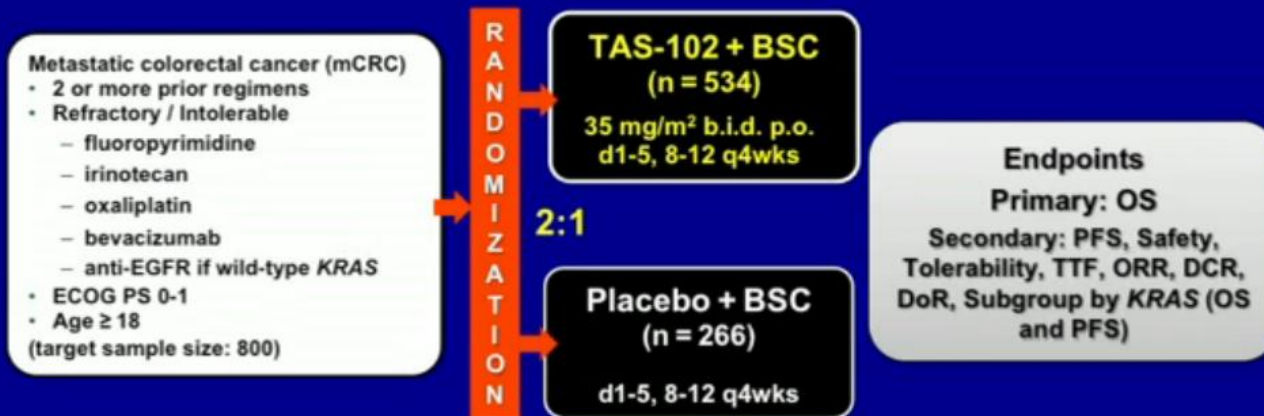 Metastatic colorectal cancer (mCRC)
• 2 or more prior regimens
• Refractory / Intolerable
– fluoropyrimidine
– irinotecan
– oxaliplatin
– bevacizumab
– anti-EGFR if wild-type KRAS
• ECOG PS 0-1
• Age ≥ 18
(target sample size: 800)
RANDOMIZATION
TAS-102 + BSC
(n = 534)
35 mg/m² b.i.d. p.o.
d1-5, 8-12 q4wks
2:1
Placebo + BSC
(n = 266)
d1-5, 8-12 q4wks
Endpoints
Primary: OS
Secondary: PFS, Safety,
Tolerability, TTF, ORR, DCR,
DoR, Subgroup by KRAS (OS
and PFS)